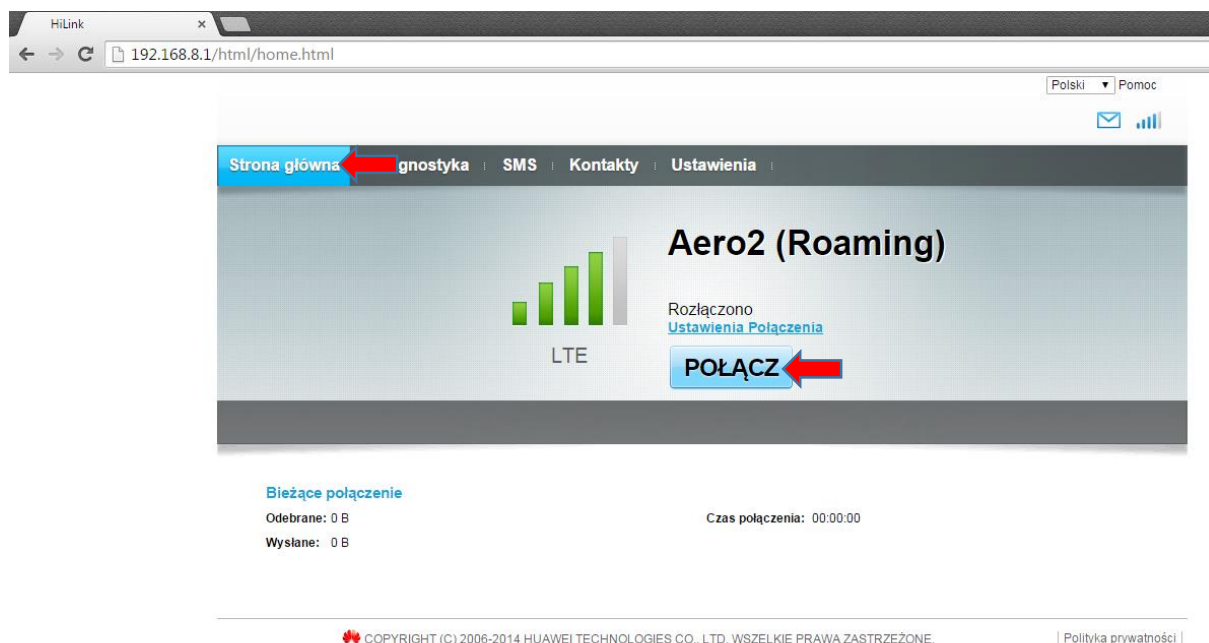 HiLink
192.168.8.1/html/home.html
Polski Pomoc
Strona główna gnostyka SMS Kontakty Ustawienia
Aero2 (Roaming)
Rozłączono
Ustawienia Połączenia
LTE
POŁĄCZ
Bieżące połączenie
Odebrane: 0 B Czas połączenia: 00:00:00
Wysłane: 0 B
COPYRIGHT (C) 2006-2014 HUAWEI TECHNOLOGIES CO., LTD. WSZELKIE PRAWA ZASTRZEŻONE. | Polityka prywatności |